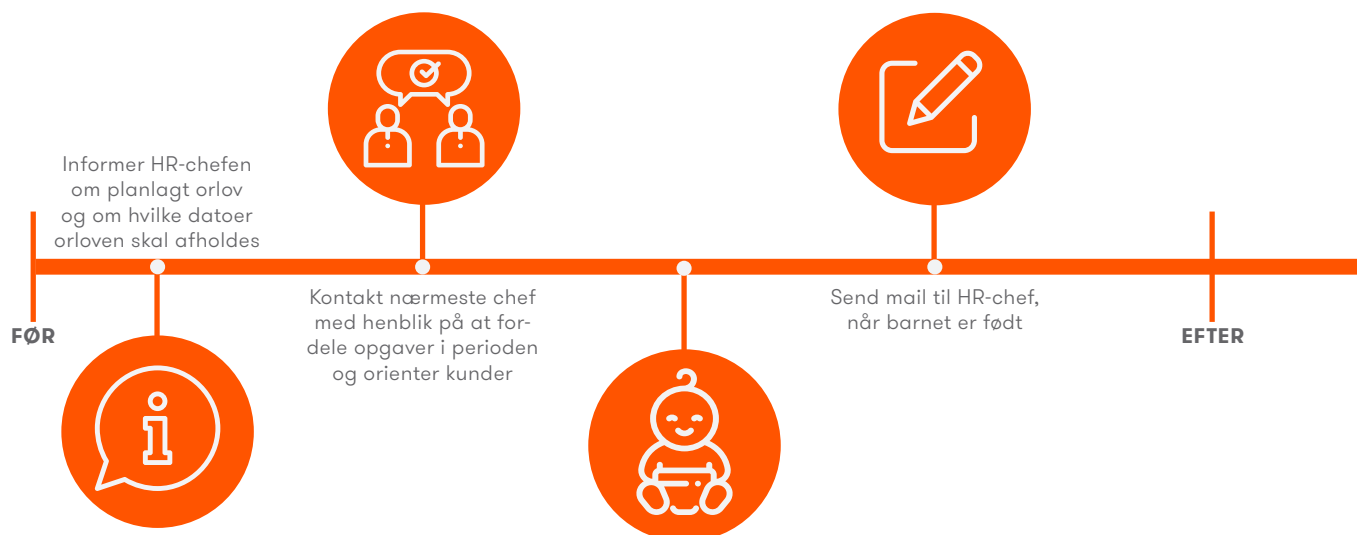 Informer HR-chefen
om planlagt orlov
og om hvilke datoer
orloven skal afholdes
FØR
Kontakt nærmeste chef
med henblik på at for-
dele opgaver i perioden
og orienter kunder
Send mail til HR-chef,
når barnet er født
EFTER